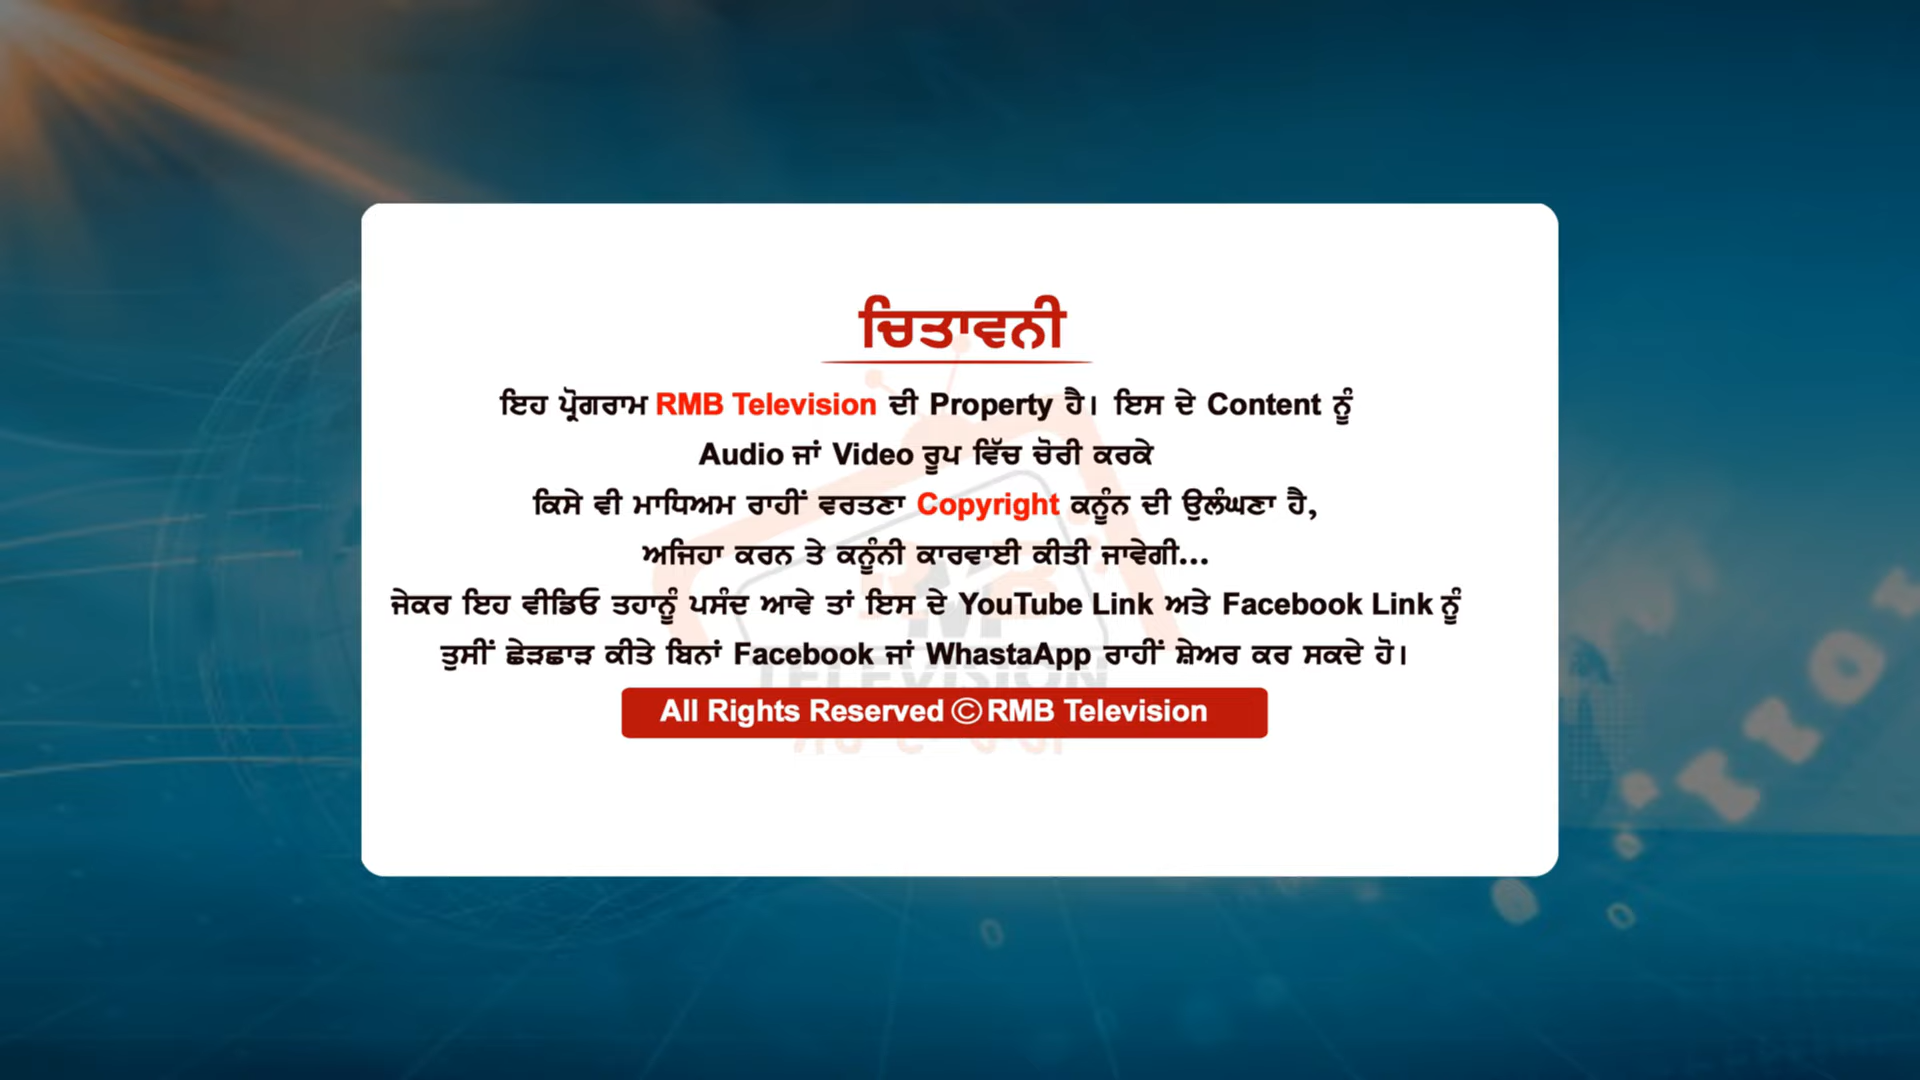 ਚਿਤਾਵਨੀ
ਇਹ ਪ੍ਰੋਗਰਾਮ RMB Television ਦੀ Property ਹੈ। ਇਸ ਦੇ Content ਨੂੰ
Audio ਜਾਂ Video ਰੂਪ ਵਿੱਚ ਚੋਰੀ ਕਰਕੇ
ਕਿਸੇ ਵੀ ਮਾਧਿਅਮ ਰਾਹੀਂ ਵਰਤਣਾ Copyright ਕਨੂੰਨ ਦੀ ਉਲੰਘਣਾ ਹੈ,
ਅਜਿਹਾ ਕਰਨ ਤੇ ਕਨੂੰਨੀ ਕਾਰਵਾਈ ਕੀਤੀ ਜਾਵੇਗੀ...
ਜੇਕਰ ਇਹ ਵੀਡਿਓ ਤਹਾਨੂੰ ਪਸੰਦ ਆਵੇ ਤਾਂ ਇਸ ਦੇ YouTube Link ਅਤੇ Facebook Link ਨੂੰ
ਤੁਸੀਂ ਛੇੜਛਾੜ ਕੀਤੇ ਬਿਨਾਂ Facebook ਜਾਂ WhastaApp ਰਾਹੀਂ ਸ਼ੇਅਰ ਕਰ ਸਕਦੇ ਹੋ।
TELEVISION
All Rights Reserved © RMB Television